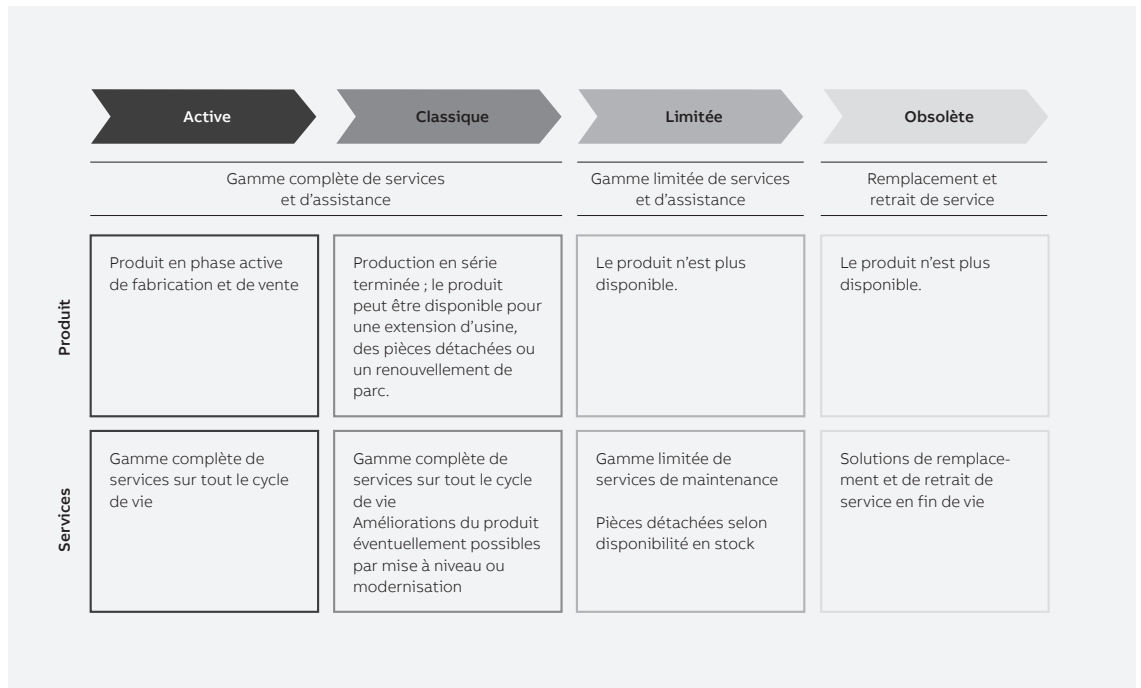 Active
Classique
Limitée
Obsolète
Gamme complète de services
et d’assistance
Gamme limitée de services
et d’assistance
Remplacement et
retrait de service
Produit
Produit en phase active
de fabrication et de vente
Production en série
terminée ; le produit
peut être disponible pour
une extension d’usine,
des pièces détachées ou
un renouvellement de
parc.
Le produit n’est plus
disponible.
Le produit n’est plus
disponible.
Services
Gamme complète de
services sur tout le cycle
de vie
Gamme complète de
services sur tout le cycle
de vie
Améliorations du produit
éventuellement possibles
par mise à niveau ou
modernisation
Gamme limitée de
services de maintenance
Pièces détachées selon
disponibilité en stock
Solutions de remplace-
ment et de retrait de
service en fin de vie